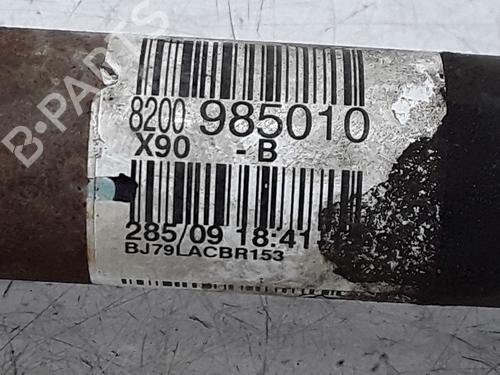 B-PARTS
8200 985010
X90 - B
285/09 18:41
BJ79LACBR153